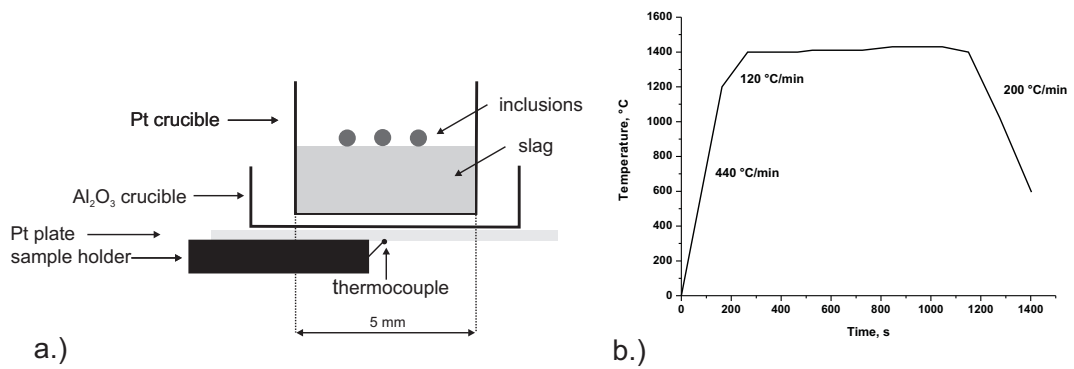 Pt crucible
inclusions
slag
Al₂O₃ crucible
Pt plate
sample holder
thermocouple
5 mm
a.)
Temperature, °C
1600
1400
1200
1000
800
600
400
200
0
440 °C/min
120 °C/min
200 °C/min
0 200 400 600 800 1000 1200 1400
Time, s
b.)